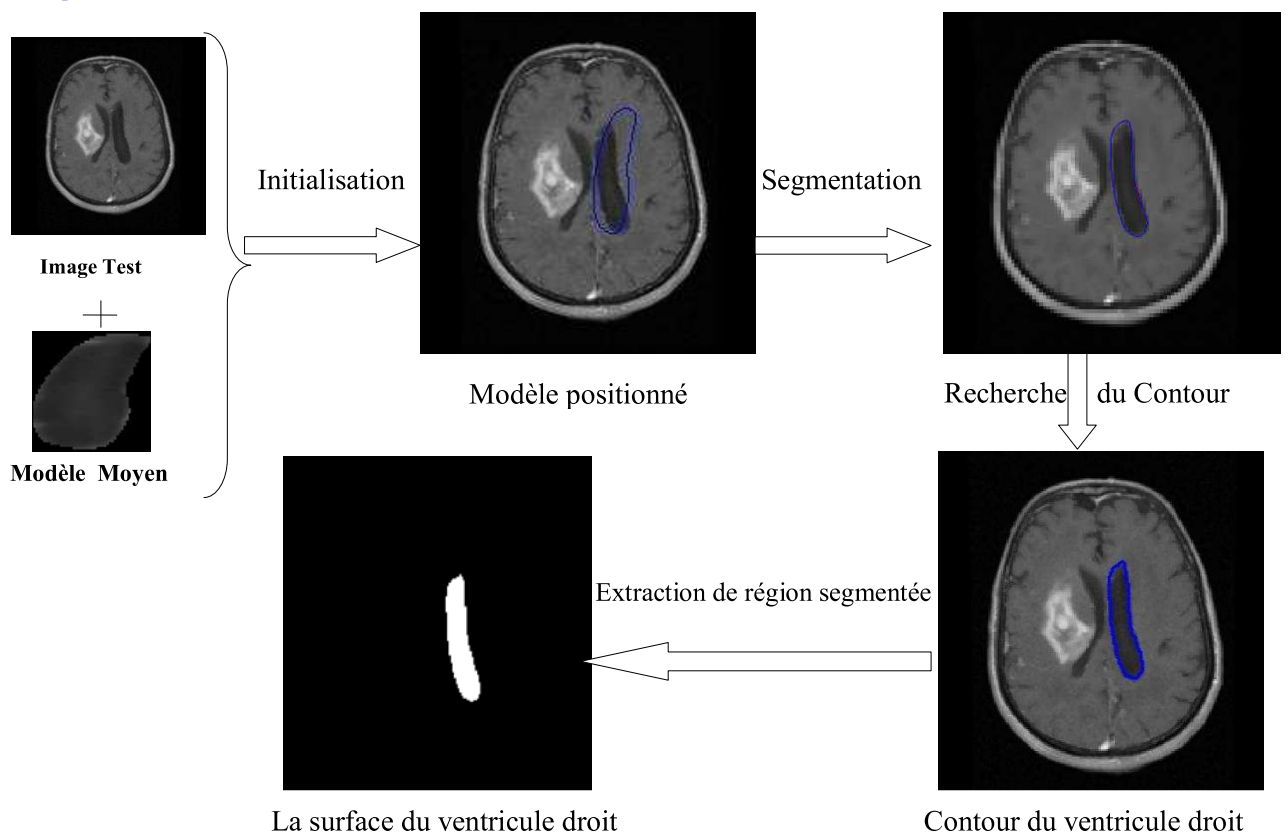 Image Test
Modèle Moyen
Initialisation
Modèle positionné
Segmentation
Recherche du Contour
Contour du ventricule droit
Extraction de région segmentée
La surface du ventricule droit